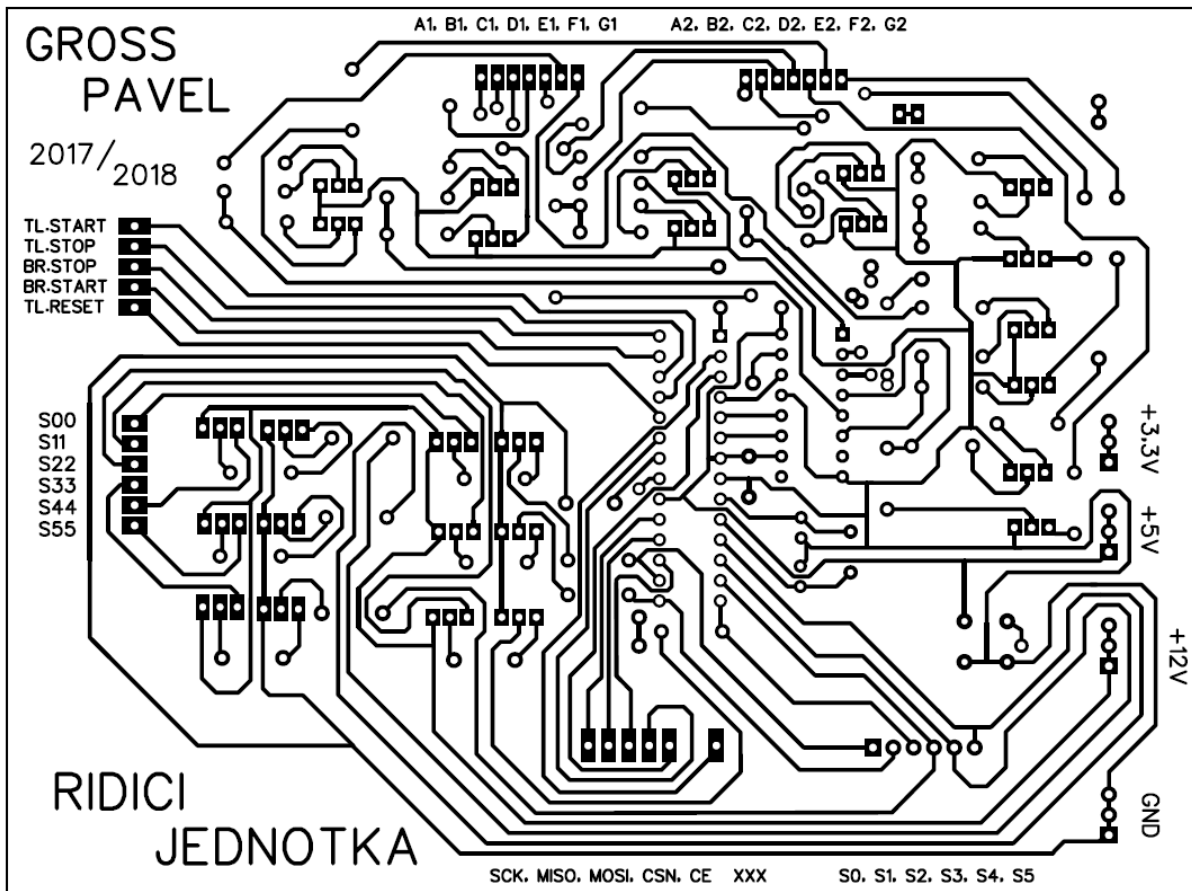 A1, B1, C1, D1, E1, F1, G1
A2, B2, C2, D2, E2, F2, G2
GROSS
PAVEL
2017/2018
TL.START
TL.STOP
BR.STOP
BR.START
TL.RESET
S00
S11
S22
S33
S44
S55
+3,3V
+5V
+12V
GND
RIDICI
JEDNOTKA
SCK, MISO, MOSI, CSN, CE XXX
S0, S1, S2, S3, S4, S5